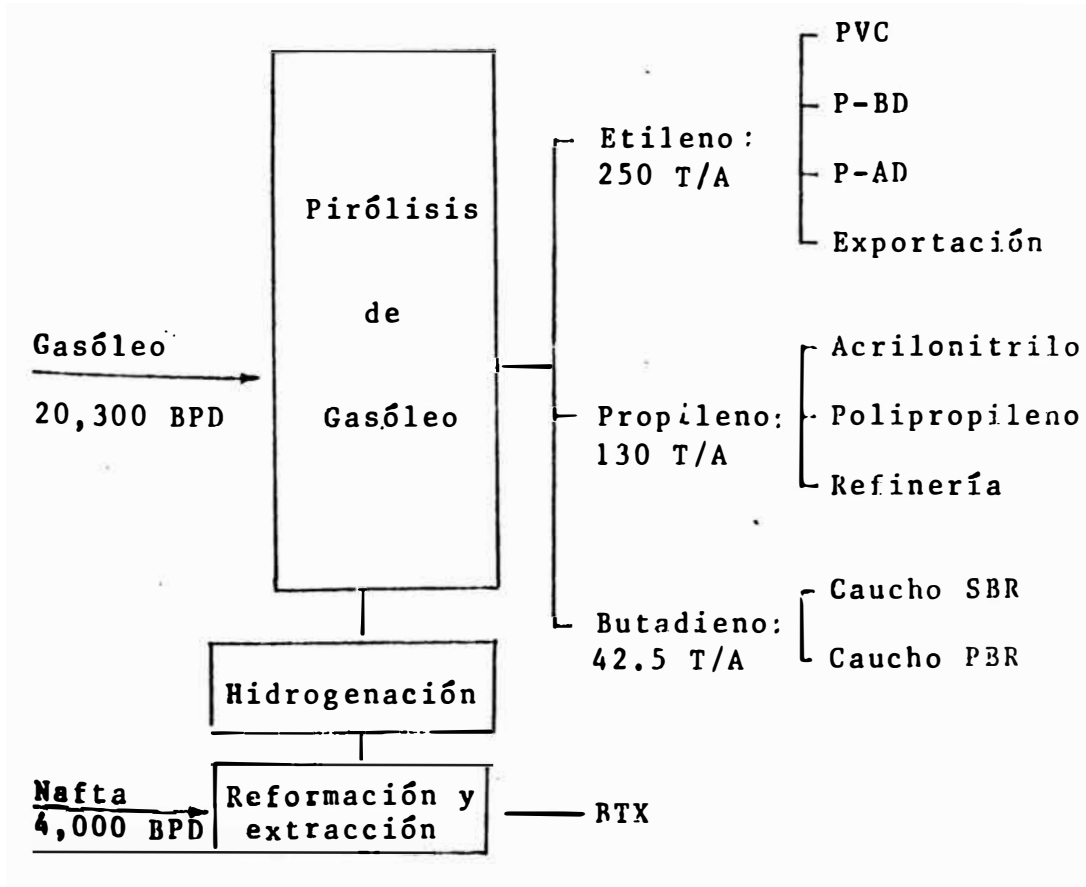 PVC
P-BD
Etileno:
250 T/A
P-AD
Exportación
Pirólisis
de
Gasóleo
Gasóleo
20,300 BPD
Propileno:
130 T/A
Acrilonitrilo
Polipropileno
Refinería
Butadieno:
42.5 T/A
Caucho SBR
Caucho PBR
Hidrogenación
Nafta
4,000 BPD
Reformación y
extracción
BTX